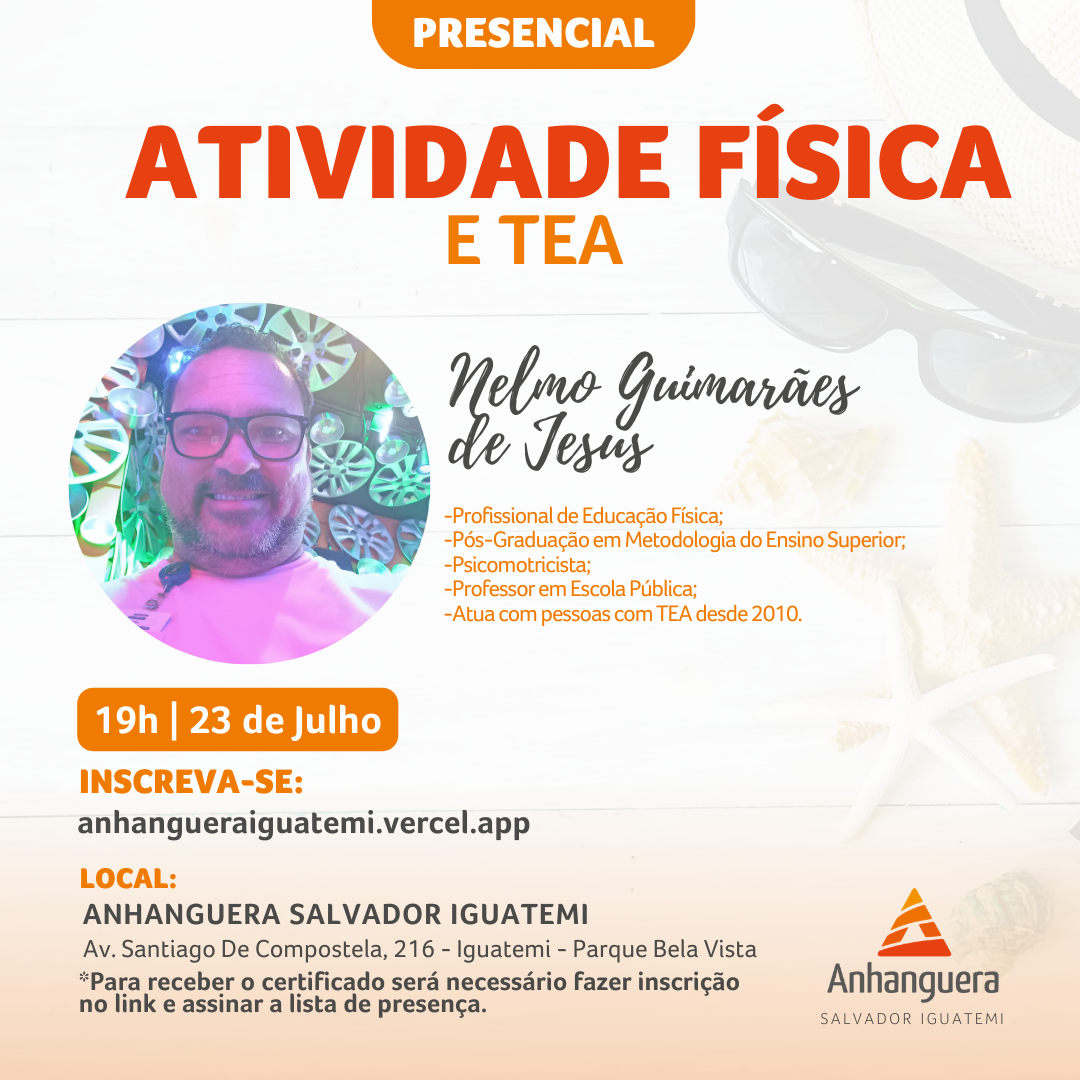 PRESENCIAL
ATIVIDADE FÍSICA
E TEA
Nelmo Guimarães
de Jesus
-Profissional de Educação Física;
-Pós-Graduação em Metodologia do Ensino Superior;
-Psicomotricista;
-Professor em Escola Pública;
-Atua com pessoas com TEA desde 2010.
19h | 23 de Julho
INSCREVA-SE:
anhangueraiguatemi.vercel.app
LOCAL:
ANHANGUERA SALVADOR IGUATEMI
Av. Santiago De Compostela, 216 - Iguatemi - Parque Bela Vista
*Para receber o certificado será necessário fazer inscrição
no link e assinar a lista de presença.
Anhanguera
SALVADOR IGUATEMI